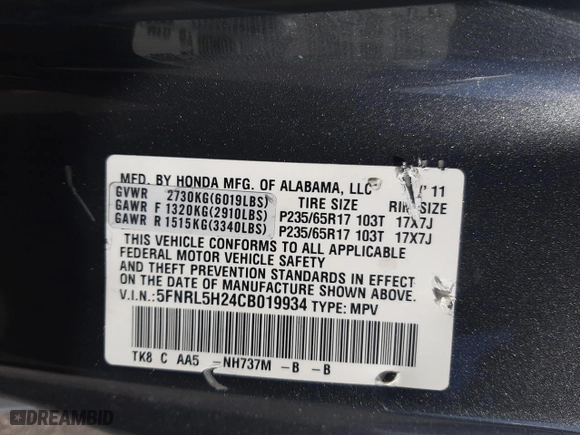 MFD. BY HONDA MFG. OF ALABAMA, LLC / 11
GVWR 2730KG(6019LBS) TIRE SIZE RIM SIZE
GAWR F 1320KG(2910LBS) P235/65R17 103T 17X7J
GAWR R 1515KG(3340LBS) P235/65R17 103T 17X7J
THIS VEHICLE CONFORMS TO ALL APPLICABLE
FEDERAL MOTOR VEHICLE SAFETY
AND THEFT PREVENTION STANDARDS IN EFFECT
ON THE DATE OF MANUFACTURE SHOWN ABOVE.
V.I.N.: 5FNRL5H24CB019934 TYPE: MPV
TK8 C AA5 -NH737M -B -B
DREAMBID